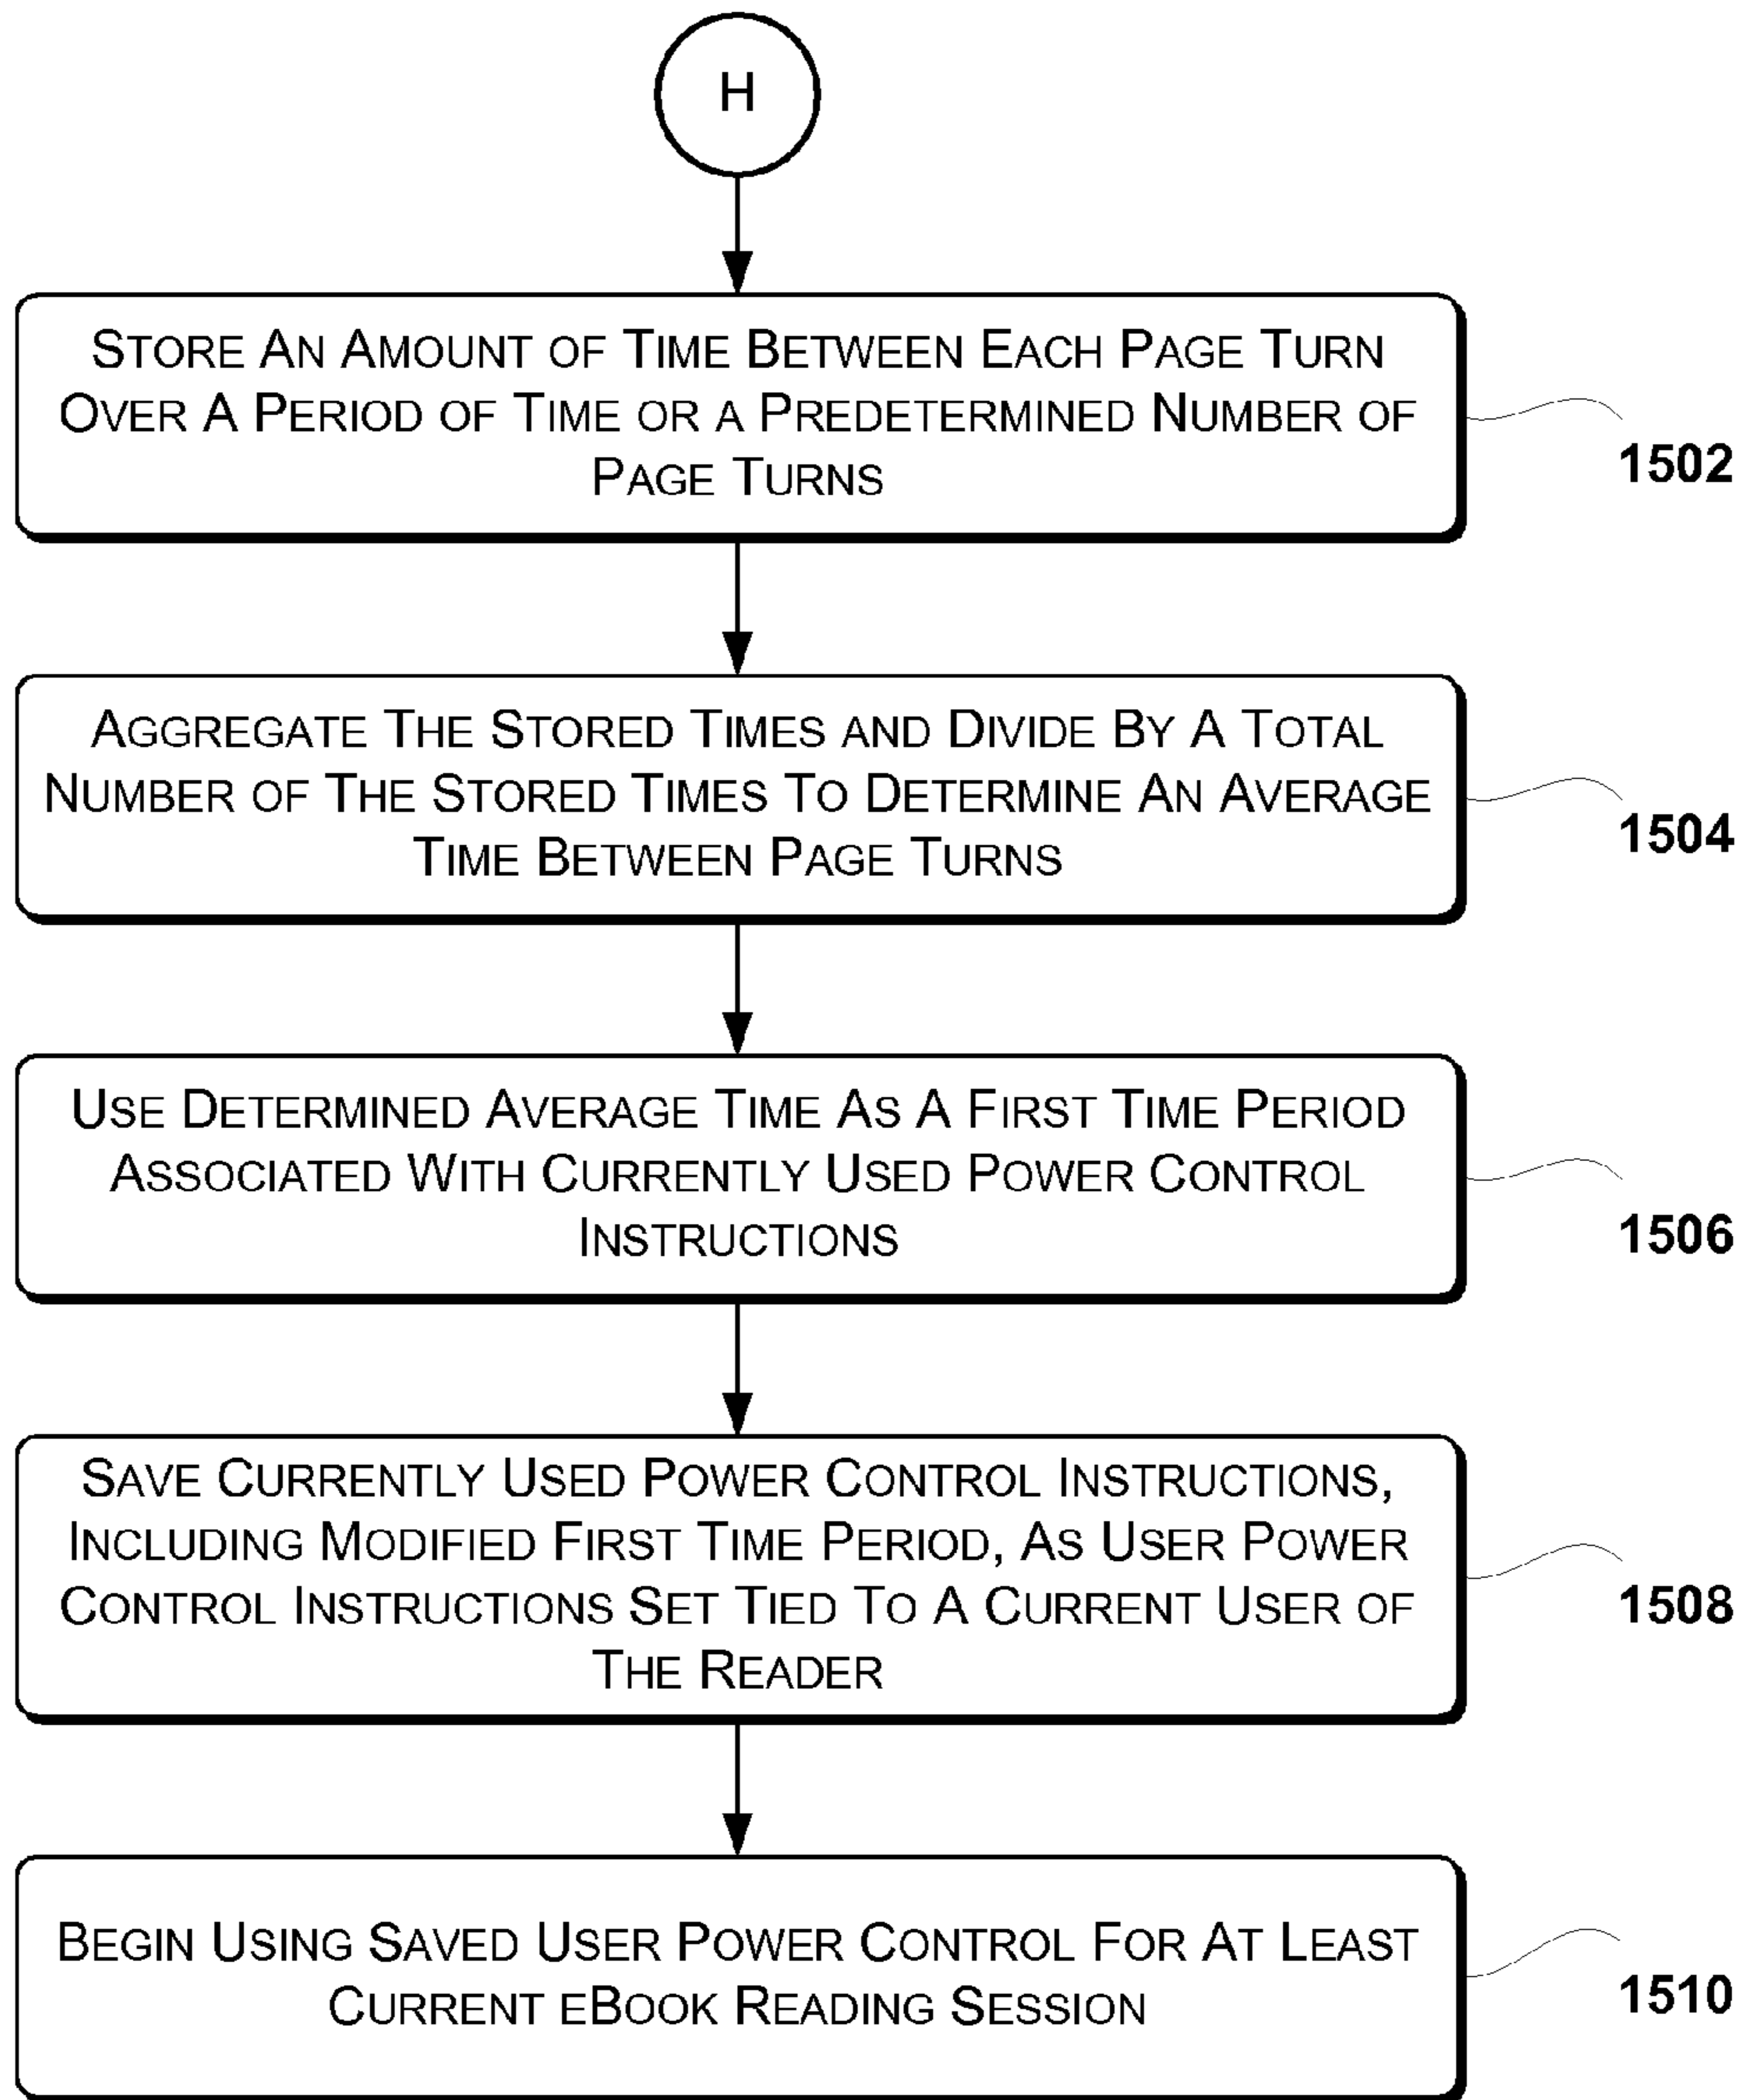 H
STORE AN AMOUNT OF TIME BETWEEN EACH PAGE TURN
OVER A PERIOD OF TIME OR A PREDETERMINED NUMBER OF
PAGE TURNS
1502
AGGREGATE THE STORED TIMES AND DIVIDE BY A TOTAL
NUMBER OF THE STORED TIMES TO DETERMINE AN AVERAGE
TIME BETWEEN PAGE TURNS
1504
USE DETERMINED AVERAGE TIME AS A FIRST TIME PERIOD
ASSOCIATED WITH CURRENTLY USED POWER CONTROL
INSTRUCTIONS
1506
SAVE CURRENTLY USED POWER CONTROL INSTRUCTIONS,
INCLUDING MODIFIED FIRST TIME PERIOD, AS USER POWER
CONTROL INSTRUCTIONS SET TIED TO A CURRENT USER OF
THE READER
1508
BEGIN USING SAVED USER POWER CONTROL FOR AT LEAST
CURRENT EBOOK READING SESSION
1510